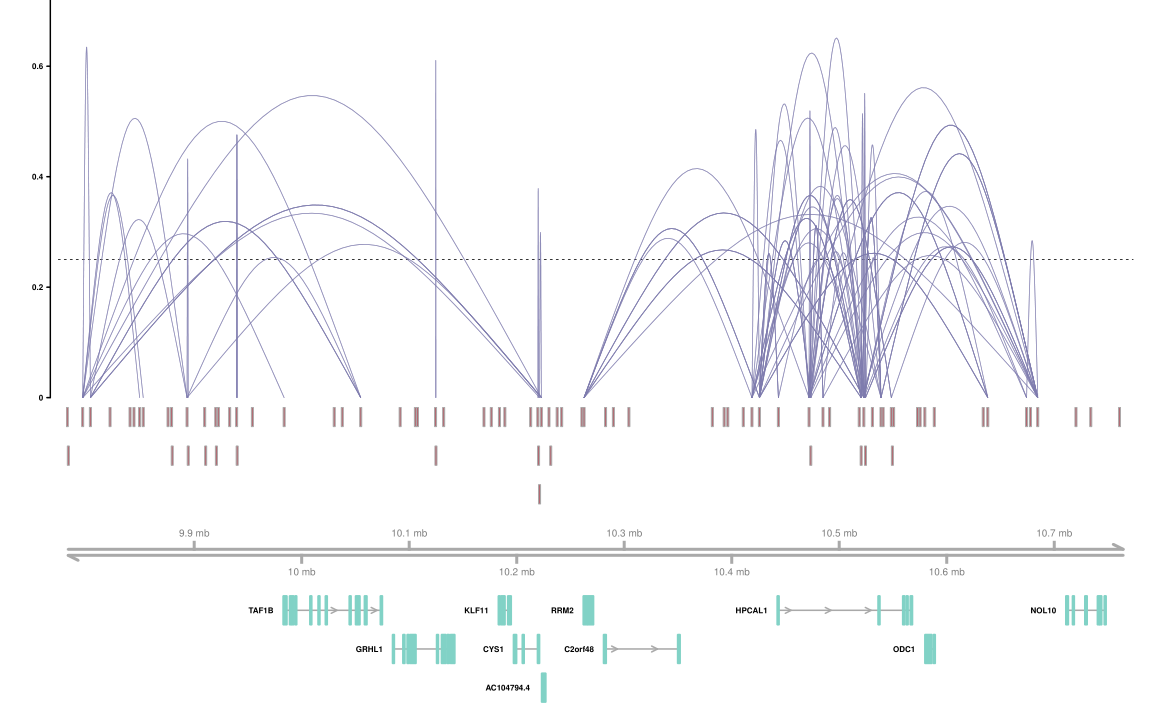 0.6
0.4
0.2
0
9.9 mb 10.1 mb 10.3 mb 10.5 mb 10.7 mb
10 mb 10.2 mb 10.4 mb 10.6 mb
TAF1B KLF11 RRM2 HPCAL1 NOL10
GRHL1 CYS1 C2orf48 ODC1
AC104794.4